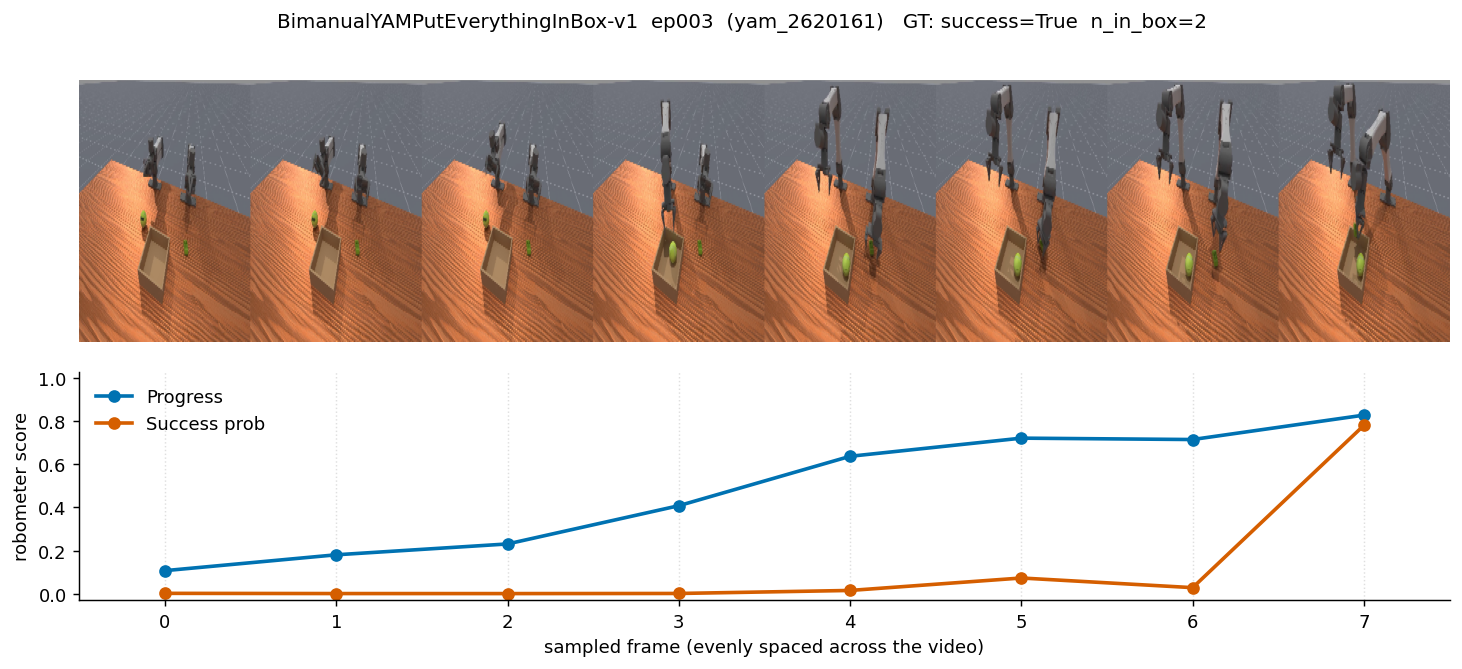 BimanualYAMPutEverythingInBox-v1 ep003 (yam_2620161) GT: success=True n_in_box=2
1.0
0.8
0.6
0.4
0.2
0.0
robometer score
Progress
Success prob
0 1 2 3 4 5 6 7
sampled frame (evenly spaced across the video)